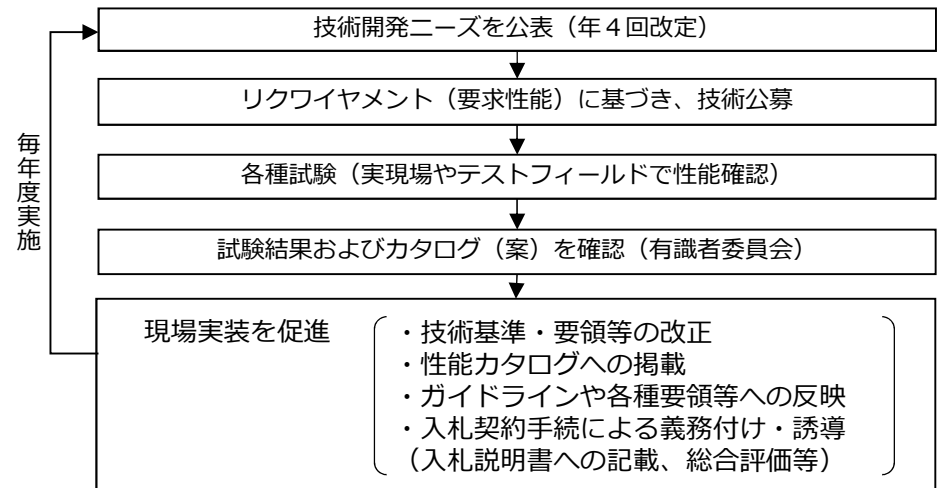 技術開発ニーズを公表（年４回改定）
リクワイヤメント（要求性能）に基づき、技術公募
各種試験（実現場やテストフィールドで性能確認）
試験結果およびカタログ（案）を確認（有識者委員会）
毎年度実施
現場実装を促進
・技術基準・要領等の改正
・性能カタログへの掲載
・ガイドラインや各種要領等への反映
・入札契約手続による義務付け・誘導
（入札説明書への記載、総合評価等）